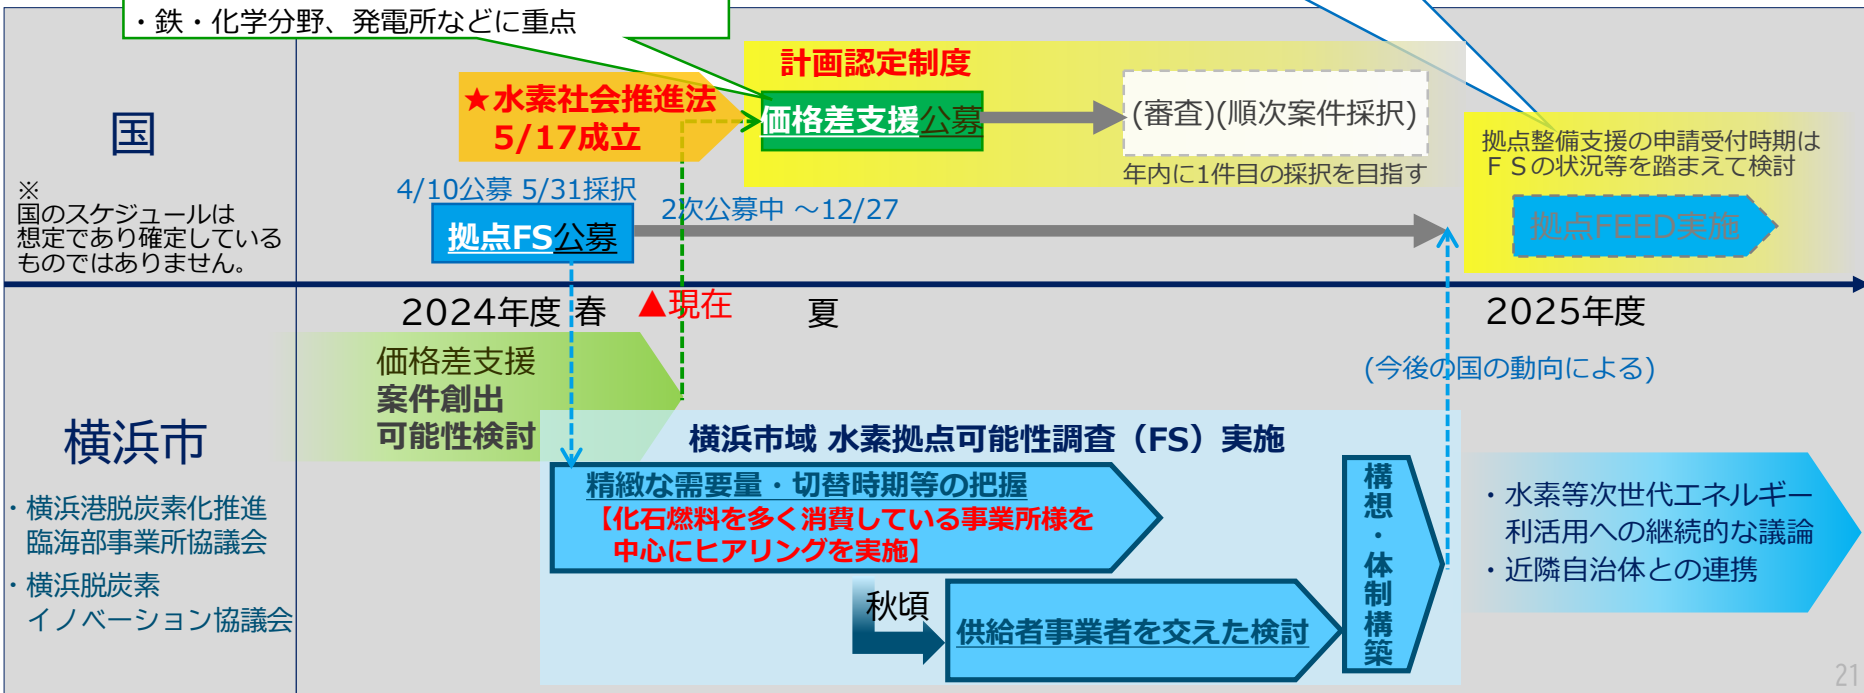 ・鉄・化学分野、発電所などに重点
国
※
国のスケジュールは
想定であり確定している
ものではありません。
★水素社会推進法
5/17成立
計画認定制度
価格差支援公募
(審査)(順次案件採択)
年内に1件目の採択を目指す
4/10公募 5/31採択
拠点FS公募
2次公募中 ～12/27
拠点整備支援の申請受付時期は
ＦＳの状況等を踏まえて検討
拠点FEED実施
2024年度 春
▲現在
夏
2025年度
横浜市
・横浜港脱炭素化推進
臨海部事業所協議会
・横浜脱炭素
イノベーション協議会
価格差支援
案件創出
可能性検討
(今後の国の動向による)
横浜市域 水素拠点可能性調査（FS）実施
精緻な需要量・切替時期等の把握
【化石燃料を多く消費している事業所様を
中心にヒアリングを実施】
秋頃
供給者事業者を交えた検討
構想・体制構築
・水素等次世代エネルギー
利活用への継続的な議論
・近隣自治体との連携
21